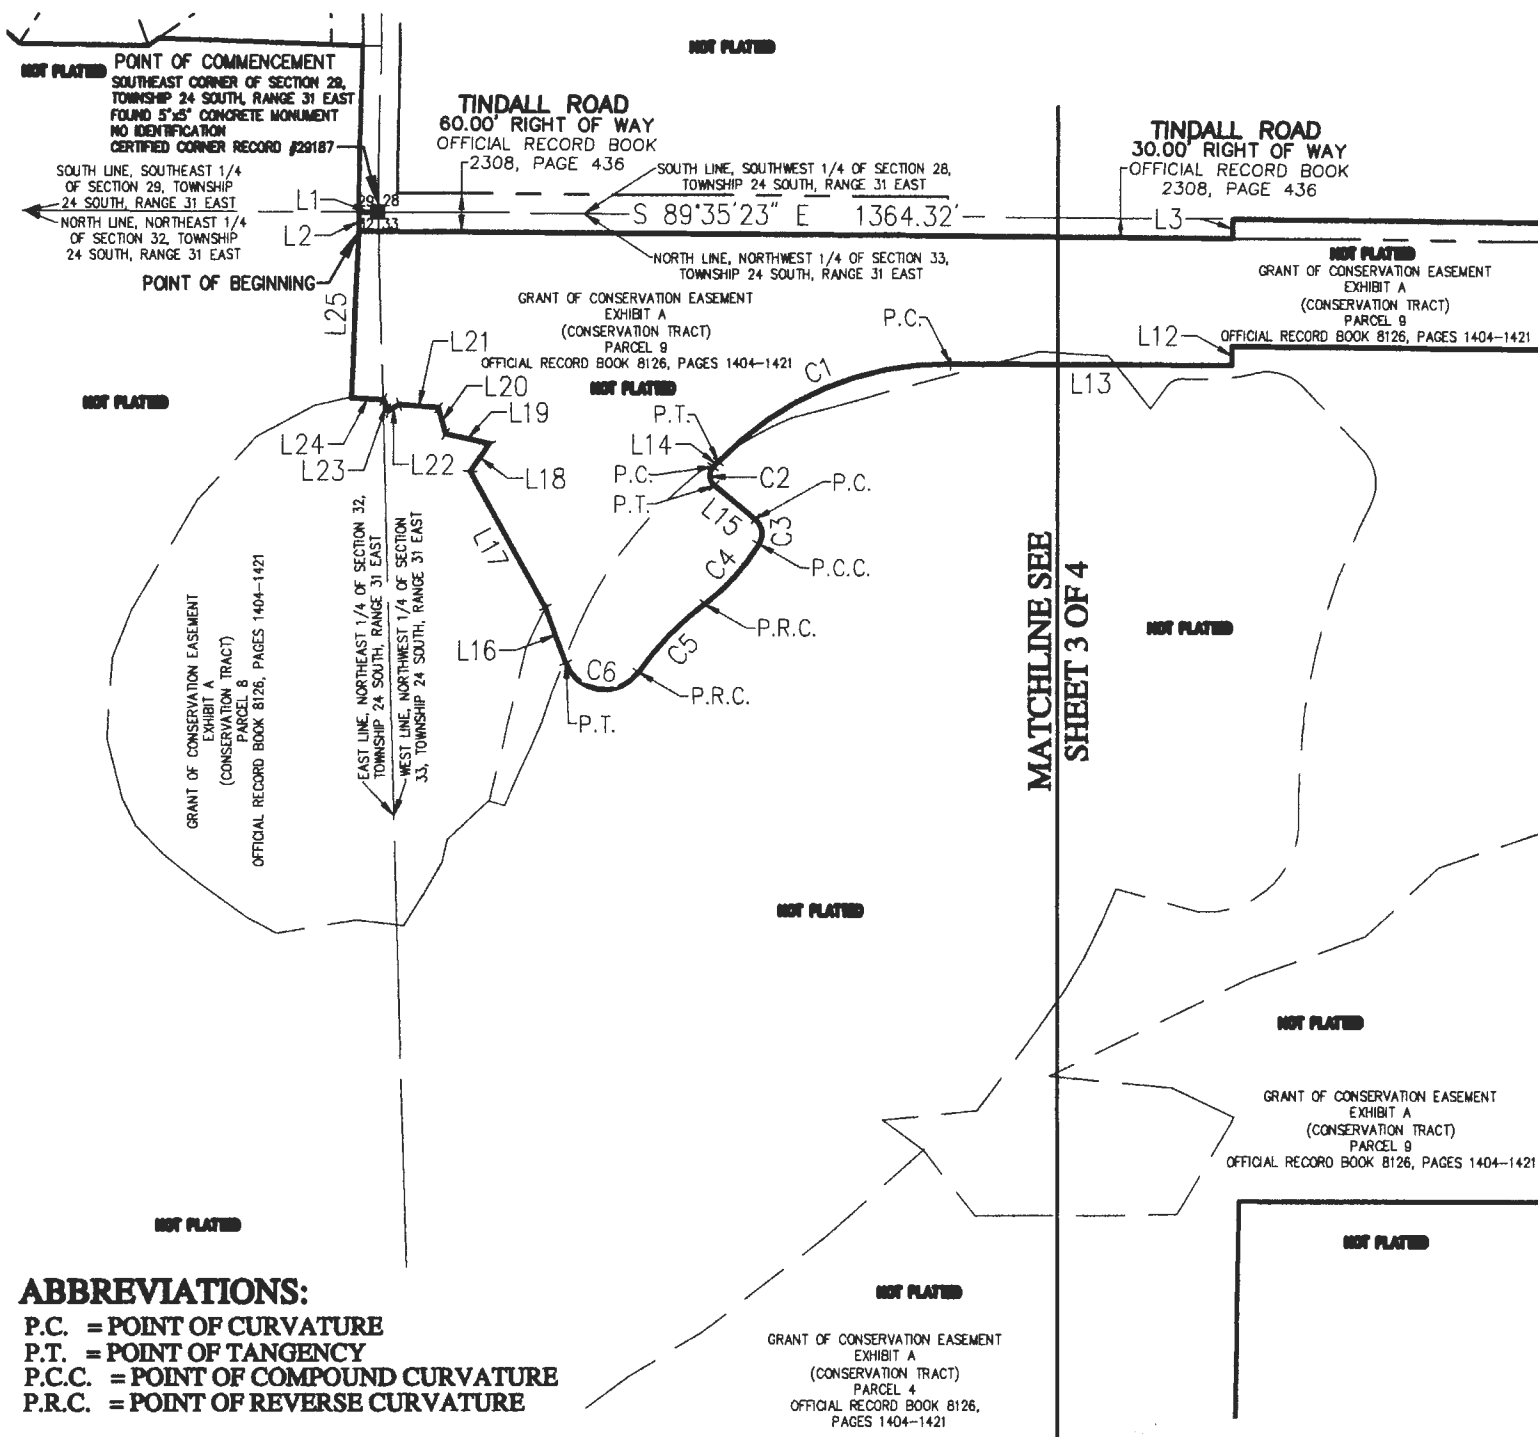 NOT PLATTED
NOT PLATTED
POINT OF COMMENCEMENT
SOUTHEAST CORNER OF SECTION 29,
TOWNSHIP 24 SOUTH, RANGE 31 EAST
FOUND 5"x5" CONCRETE MONUMENT
NO IDENTIFICATION
CERTIFIED CORNER RECORD #29187
TINDALL ROAD
60.00' RIGHT OF WAY
OFFICIAL RECORD BOOK
2308, PAGE 436
TINDALL ROAD
30.00' RIGHT OF WAY
OFFICIAL RECORD BOOK
2308, PAGE 436
SOUTH LINE, SOUTHEAST 1/4
OF SECTION 29, TOWNSHIP
24 SOUTH, RANGE 31 EAST
NORTH LINE, NORTHEAST 1/4
OF SECTION 32, TOWNSHIP
24 SOUTH, RANGE 31 EAST
SOUTH LINE, SOUTHWEST 1/4 OF SECTION 28,
TOWNSHIP 24 SOUTH, RANGE 31 EAST
L1
29 28
32 33
L2
S 89°35'23" E 1364.32'
L3
NORTH LINE, NORTHWEST 1/4 OF SECTION 33,
TOWNSHIP 24 SOUTH, RANGE 31 EAST
POINT OF BEGINNING
NOT PLATTED
GRANT OF CONSERVATION EASEMENT
EXHIBIT A
(CONSERVATION TRACT)
PARCEL 9
OFFICIAL RECORD BOOK 8126, PAGES 1404-1421
GRANT OF CONSERVATION EASEMENT
EXHIBIT A
(CONSERVATION TRACT)
PARCEL 9
OFFICIAL RECORD BOOK 8126, PAGES 1404-1421
NOT PLATTED
L25
L21
L20
L19
L24
L23
L22
L18
L17
L16
P.C.
C1
L12
L13
P.T.
L14
P.C.
C2
P.T.
L15
P.C.
C3
P.C.C.
C4
P.R.C.
C5
P.R.C.
C6
P.T.
NOT PLATTED
EAST LINE, NORTHEAST 1/4 OF SECTION 32,
TOWNSHIP 24 SOUTH, RANGE 31 EAST
WEST LINE, NORTHWEST 1/4 OF SECTION
33, TOWNSHIP 24 SOUTH, RANGE 31 EAST
GRANT OF CONSERVATION EASEMENT
EXHIBIT A
(CONSERVATION TRACT)
PARCEL 8
OFFICIAL RECORD BOOK 8126, PAGES 1404-1421
MATCHLINE SEE
SHEET 3 OF 4
NOT PLATTED
NOT PLATTED
NOT PLATTED
GRANT OF CONSERVATION EASEMENT
EXHIBIT A
(CONSERVATION TRACT)
PARCEL 9
OFFICIAL RECORD BOOK 8126, PAGES 1404-1421
NOT PLATTED
NOT PLATTED
NOT PLATTED
GRANT OF CONSERVATION EASEMENT
EXHIBIT A
(CONSERVATION TRACT)
PARCEL 4
OFFICIAL RECORD BOOK 8126,
PAGES 1404-1421
ABBREVIATIONS:
P.C. = POINT OF CURVATURE
P.T. = POINT OF TANGENCY
P.C.C. = POINT OF COMPOUND CURVATURE
P.R.C. = POINT OF REVERSE CURVATURE